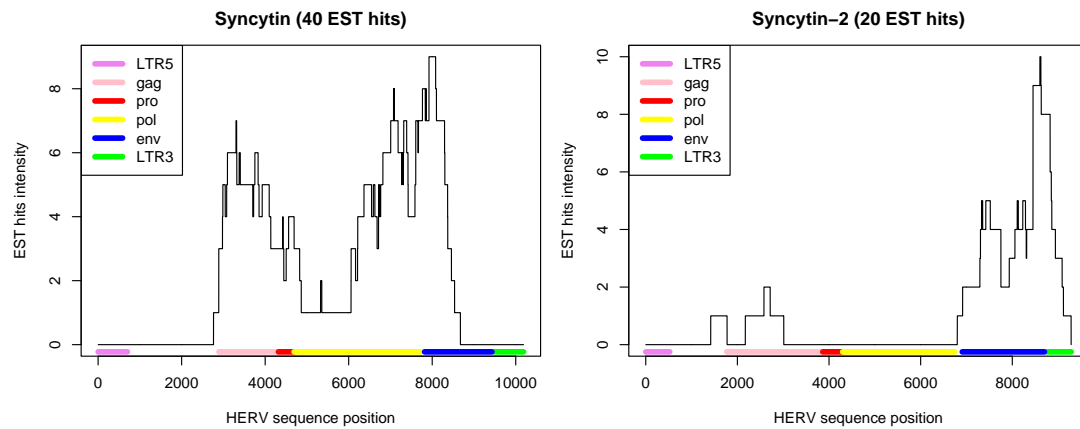 Syncytin (40 EST hits)
LTR5
gag
pro
pol
env
LTR3
EST hits intensity
0 2 4 6 8
0 2000 4000 6000 8000 10000
HERV sequence position
Syncytin−2 (20 EST hits)
LTR5
gag
pro
pol
env
LTR3
EST hits intensity
0 2 4 6 8 10
0 2000 4000 6000 8000
HERV sequence position